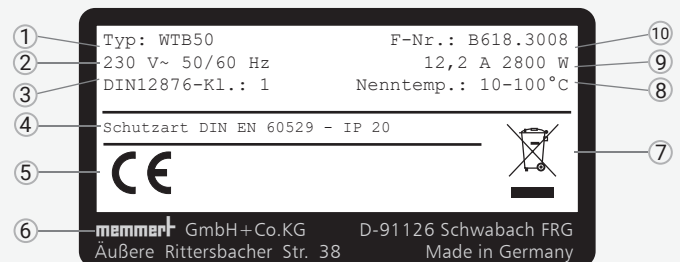 ① Typ: WTB50 F-Nr.: B618.3008 ⑩
② 230 V~ 50/60 Hz 12,2 A 2800 W ⑨
③ DIN12876-Kl.: 1 Nenntemp.: 10-100°C ⑧
④ Schutzart DIN EN 60529 - IP 20
⑤ CE ⑦
⑥ memmert GmbH+Co.KG D-91126 Schwabach FRG
Äußere Rittersbacher Str. 38 Made in Germany